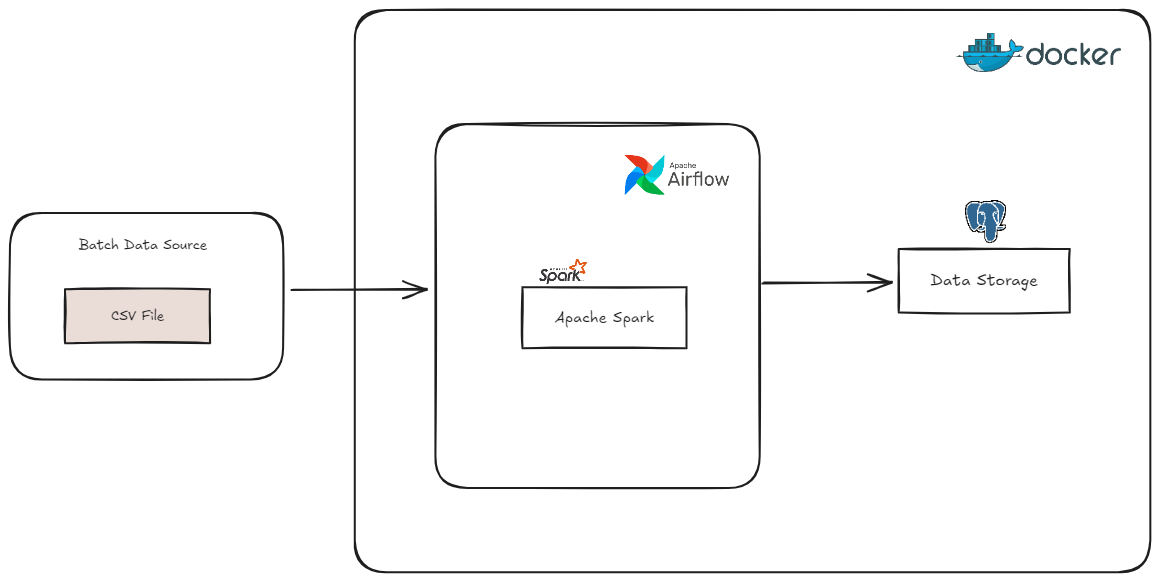 docker
Apache
Airflow
Batch Data Source
CSV File
Spark
Apache Spark
Data Storage